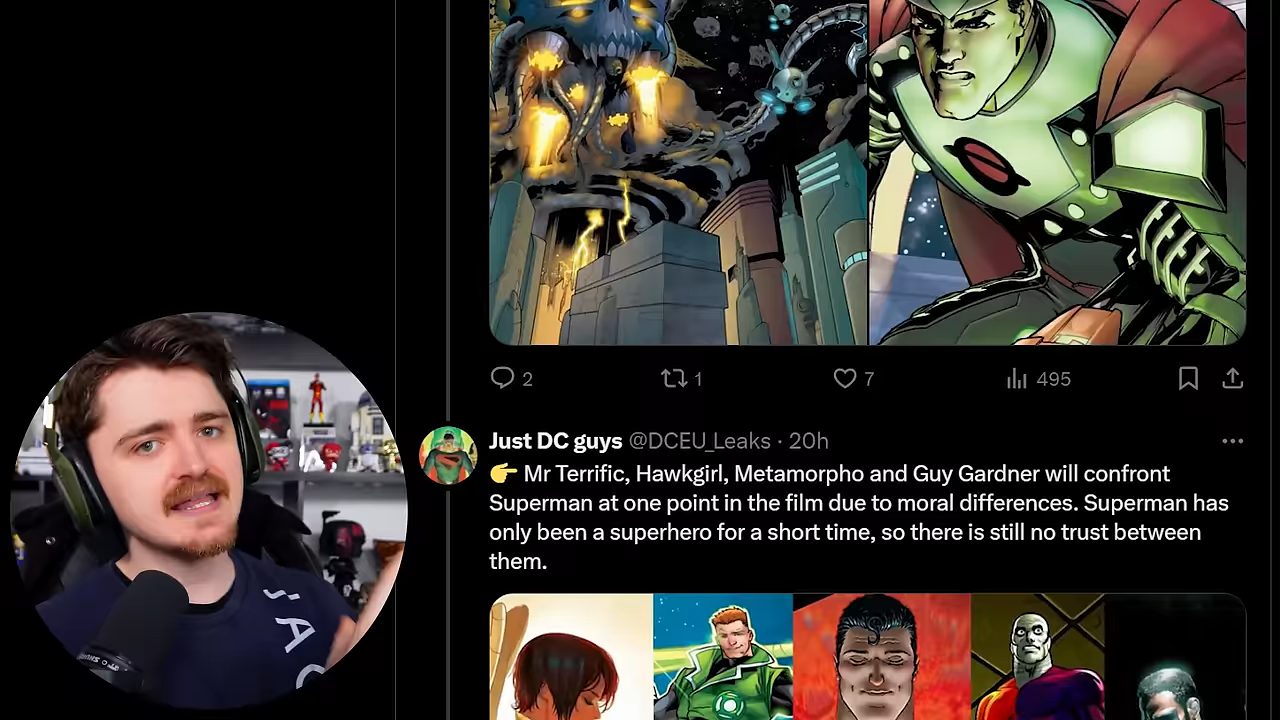 2 1 7 495
Just DC guys @DCEU_Leaks · 20h
👉 Mr Terrific, Hawkgirl, Metamorpho and Guy Gardner will confront
Superman at one point in the film due to moral differences. Superman has
only been a superhero for a short time, so there is still no trust between
them.